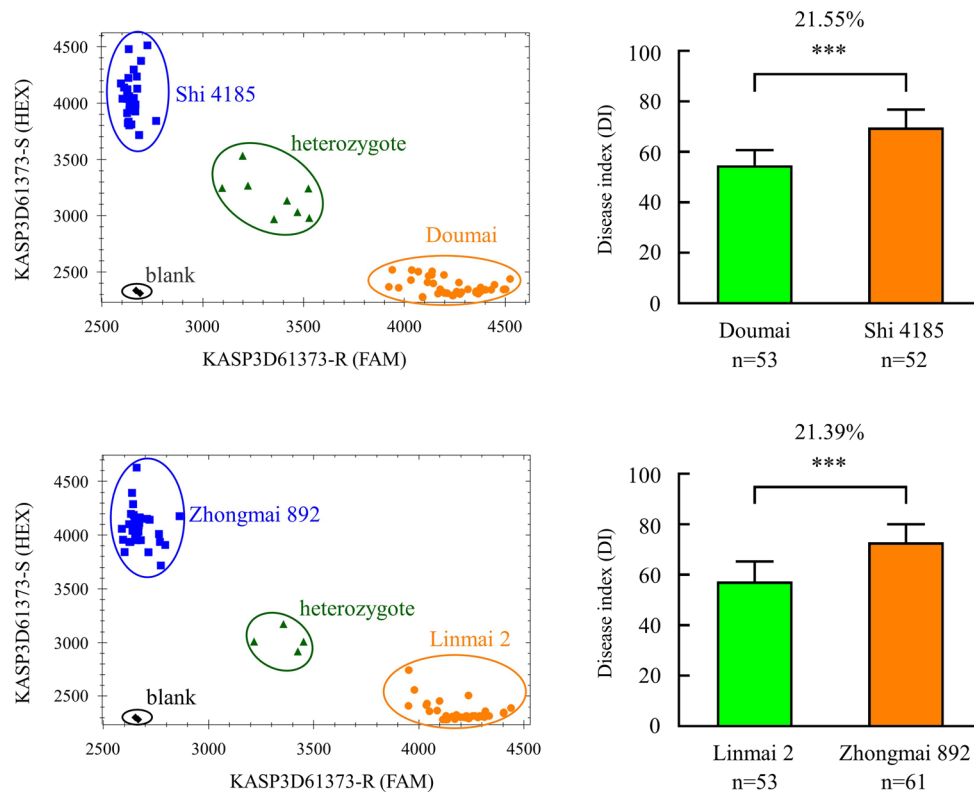 4500
4000
3500
3000
2500
2500
3000
3500
4000
4500
KASP3D61373-S (HEX)
KASP3D61373-R (FAM)
Shi 4185
heterozygote
Doumai
blank
21.55%
***
Disease index (DI)
100
80
60
40
20
0
Doumai
Shi 4185
n=53
n=52
4500
4000
3500
3000
2500
2500
3000
3500
4000
4500
KASP3D61373-S (HEX)
KASP3D61373-R (FAM)
Zhongmai 892
heterozygote
Linmai 2
blank
21.39%
***
Disease index (DI)
100
80
60
40
20
0
Linmai 2
Zhongmai 892
n=53
n=61